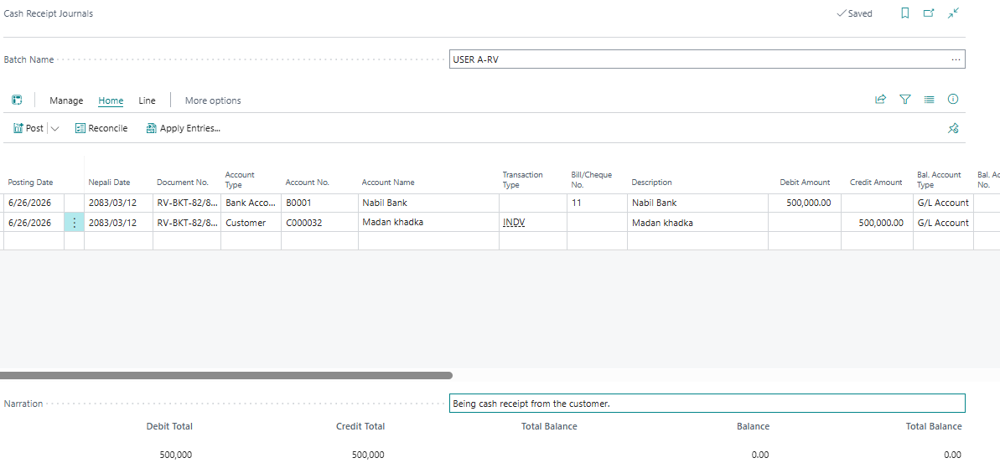 Cash Receipt Journals
Saved
Batch Name
USER A-RV
Manage Home Line More options
Post Reconcile Apply Entries...
Posting Date Nepali Date Document No. Account Type Account No. Account Name Transaction Type Bill/Cheque No. Description Debit Amount Credit Amount Bal. Account Type Bal. Ac No.
6/26/2026 2083/03/12 RV-BKT-82/8... Bank Acco... B0001 Nabil Bank 11 Nabil Bank 500,000.00 G/L Account
6/26/2026 2083/03/12 RV-BKT-82/8... Customer C000032 Madan khadka INDV Madan khadka 500,000.00 G/L Account
Narration
Being cash receipt from the customer.
Debit Total Credit Total Total Balance Balance Total Balance
500,000 500,000 0.00 0.00